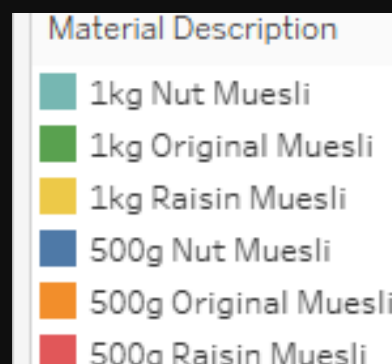 Material Description
1kg Nut Muesli
1kg Original Muesli
1kg Raisin Muesli
500g Nut Muesli
500g Original Muesli
500g Raisin Muesli